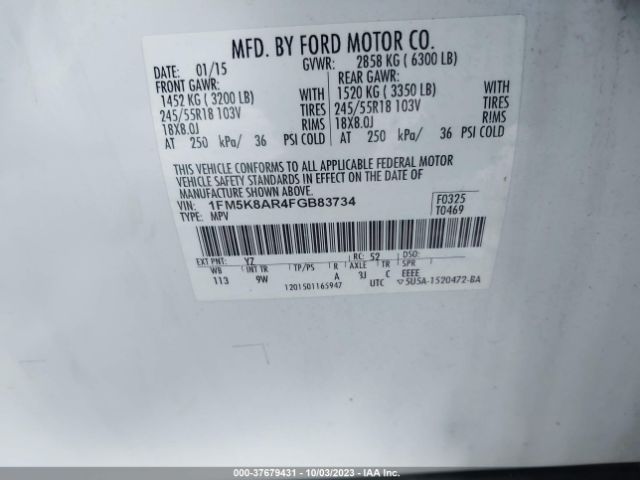 MFD. BY FORD MOTOR CO.
DATE: 01/15 GVWR: 2858 KG ( 6300 LB)
FRONT GAWR: REAR GAWR:
1452 KG ( 3200 LB) WITH 1520 KG ( 3350 LB) WITH
245/55R18 103V TIRES 245/55R18 103V TIRES
18X8.0J RIMS 18X8.0J RIMS
AT 250 kPa/ 36 PSI COLD AT 250 kPa/ 36 PSI COLD
THIS VEHICLE CONFORMS TO ALL APPLICABLE FEDERAL MOTOR
VEHICLE SAFETY STANDARDS IN EFFECT ON THE DATE OF
MANUFACTURE SHOWN ABOVE.
VIN: 1FM5K8AR4FGB83734 F0325
TYPE: MPV T0469
EXT PNT: YZ RC: 52 DSO:
WB INT TR TP/PS R AXLE TR SPR
113 9W A 3J C EEEE
1201501165947 UTC ▽5U5A-1520472-BA
000-37679431 - 10/03/2023 - IAA Inc.